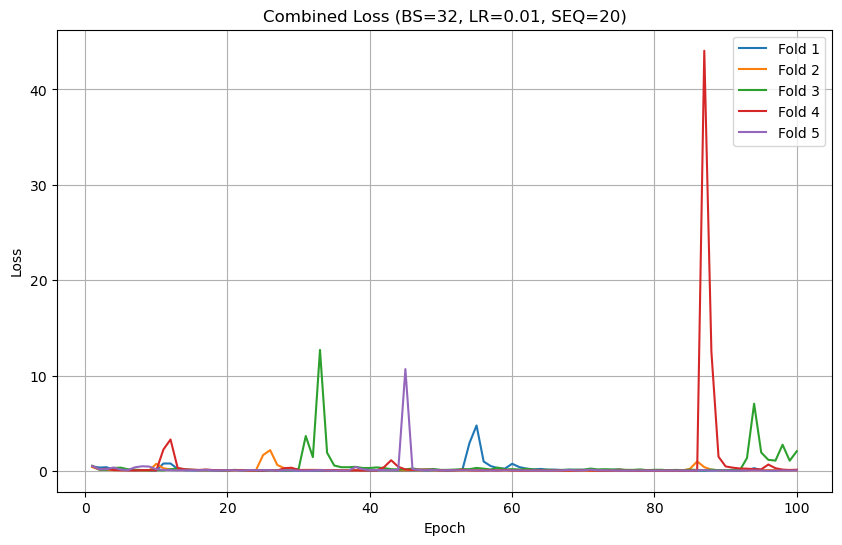 Combined Loss (BS=32, LR=0.01, SEQ=20)
Fold 1
Fold 2
Fold 3
Fold 4
Fold 5
Loss
40
30
20
10
0
0 20 40 60 80 100
Epoch